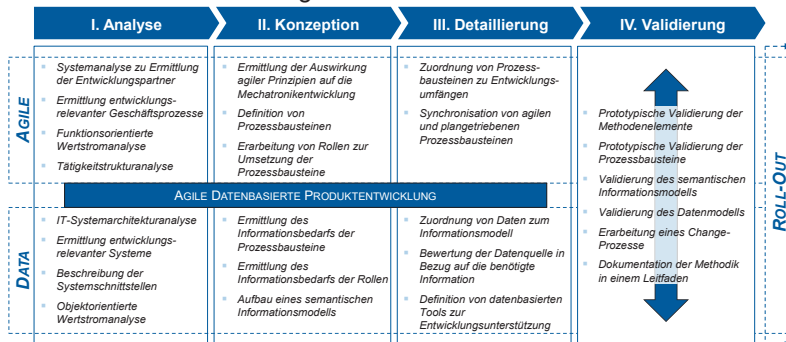 I. Analyse
II. Konzeption
III. Detaillierung
IV. Validierung
AGILE
Systemanalyse zu Ermittlung
der Entwicklungspartner
Ermittlung entwicklungs-
relevanter Geschäftsprozesse
Funktionsorientierte
Wertstromanalyse
Tätigkeitstrukturanalyse
Ermittlung der Auswirkung
agiler Prinzipien auf die
Mechatronikentwicklung
Definition von
Prozessbausteinen
Erarbeitung von Rollen zur
Umsetzung der
Prozessbausteine
Zuordnung von Prozess-
bausteinen zu Entwicklungs-
umfängen
Synchronisation von agilen
und plangetriebenen
Prozessbausteinen
AGILE DATENBASIERTE PRODUKTENTWICKLUNG
DATA
IT-Systemarchitekturanalyse
Ermittlung entwicklungs-
relevanter Systeme
Beschreibung der
Systemschnittstellen
Objektorientierte
Wertstromanalyse
Ermittlung des
Informationsbedarfs der
Prozessbausteine
Ermittlung des
Informationsbedarfs der Rollen
Aufbau eines semantischen
Informationsmodells
Zuordnung von Daten zum
Informationsmodell
Bewertung der Datenquelle in
Bezug auf die benötigte
Information
Definition von datenbasierten
Tools zur
Entwicklungsunterstützung
Prototypische Validierung der
Methodenelemente
Prototypische Validierung der
Prozessbausteine
Validierung des semantischen
Informationsmodells
Validierung des Datenmodells
Erarbeitung eines Change-
Prozesse
Dokumentation der Methodik
in einem Leitfaden
ROLL-OUT